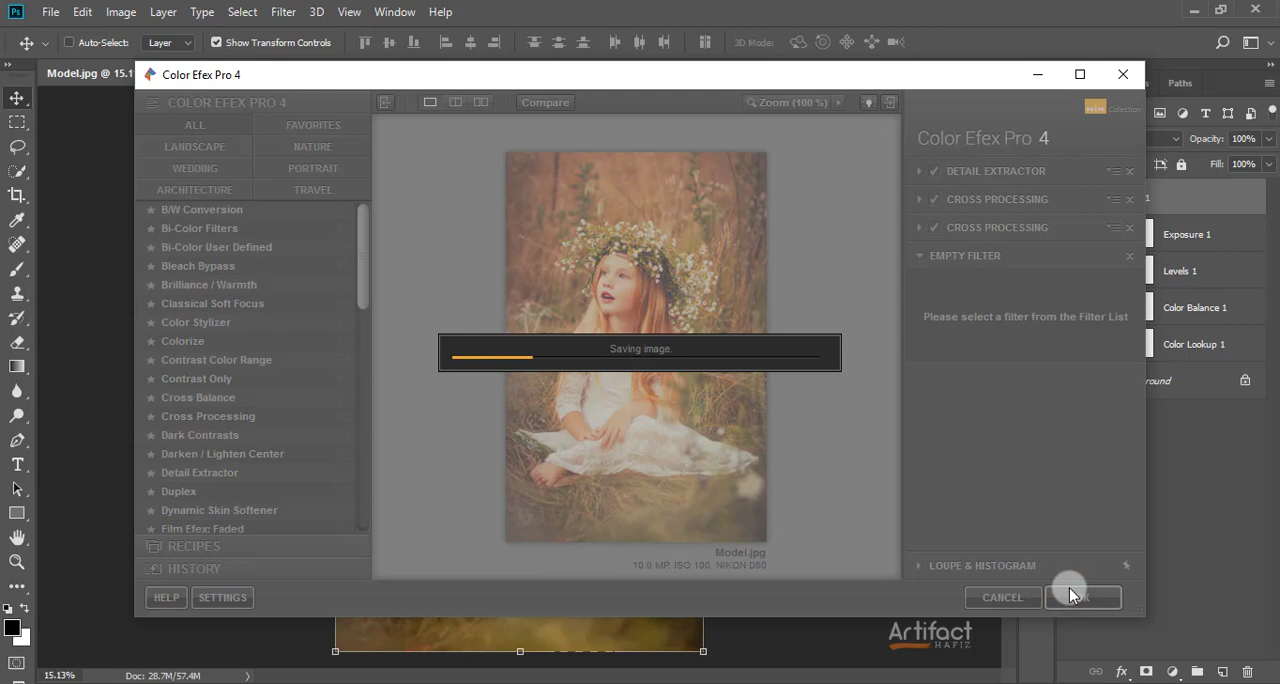 Ps File Edit Image Layer Type Select Filter 3D View Window Help
Auto-Select: Layer Show Transform Controls 3D Mode:
Model.jpg @ 15.1
Color Efex Pro 4
Paths
COLOR EFEX PRO 4
Compare
Zoom (100 %)
Collection
ALL FAVORITES
LANDSCAPE NATURE
WEDDING PORTRAIT
ARCHITECTURE TRAVEL
Color Efex Pro 4
Opacity: 100%
Fill: 100%
B/W Conversion
Bi-Color Filters
Bi-Color User Defined
Bleach Bypass
Brilliance / Warmth
Classical Soft Focus
Color Stylizer
Colorize
Contrast Color Range
Contrast Only
Cross Balance
Cross Processing
Dark Contrasts
Darken / Lighten Center
Detail Extractor
Duplex
Dynamic Skin Softener
Film Efex: Faded
RECIPES
HISTORY
HELP SETTINGS
Saving image.
Model.jpg
10.0 MP, ISO 100, NIKON D80
DETAIL EXTRACTOR
CROSS PROCESSING
CROSS PROCESSING
EMPTY FILTER
Please select a filter from the Filter List
LOUPE & HISTOGRAM
CANCEL
1
Exposure 1
Levels 1
Color Balance 1
Color Lookup 1
round
Artifact
HAFIZ
15.13% Doc: 28.7M/57.4M
fx